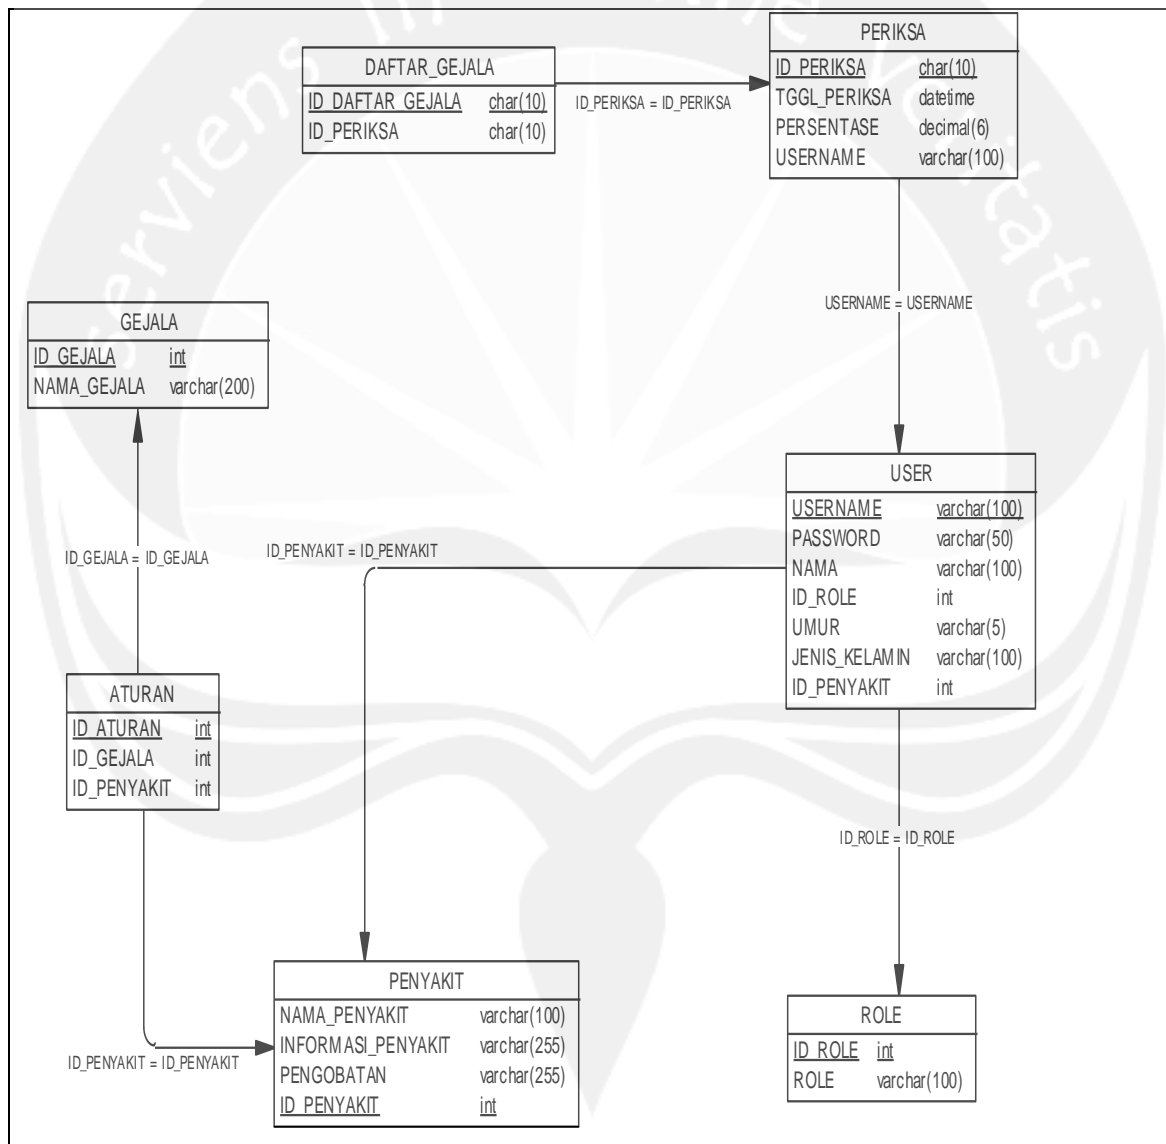 serviens in lumine veritatis
PERIKSA
ID_PERIKSA char(10)
TGGL_PERIKSA datetime
PERSENTASE decimal(6)
USERNAME varchar(100)
DAFTAR_GEJALA
ID_DAFTAR_GEJALA char(10)
ID_PERIKSA char(10)
ID_PERIKSA = ID_PERIKSA
USERNAME = USERNAME
GEJALA
ID_GEJALA int
NAMA_GEJALA varchar(200)
ID_GEJALA = ID_GEJALA
USER
USERNAME varchar(100)
PASSWORD varchar(50)
NAMA varchar(100)
ID_ROLE int
UMUR varchar(5)
JENIS_KELAMIN varchar(100)
ID_PENYAKIT int
ID_PENYAKIT = ID_PENYAKIT
ATURAN
ID_ATURAN int
ID_GEJALA int
ID_PENYAKIT int
ID_ROLE = ID_ROLE
ID_PENYAKIT = ID_PENYAKIT
PENYAKIT
NAMA_PENYAKIT varchar(100)
INFORMASI_PENYAKIT varchar(255)
PENGOBATAN varchar(255)
ID_PENYAKIT int
ROLE
ID_ROLE int
ROLE varchar(100)